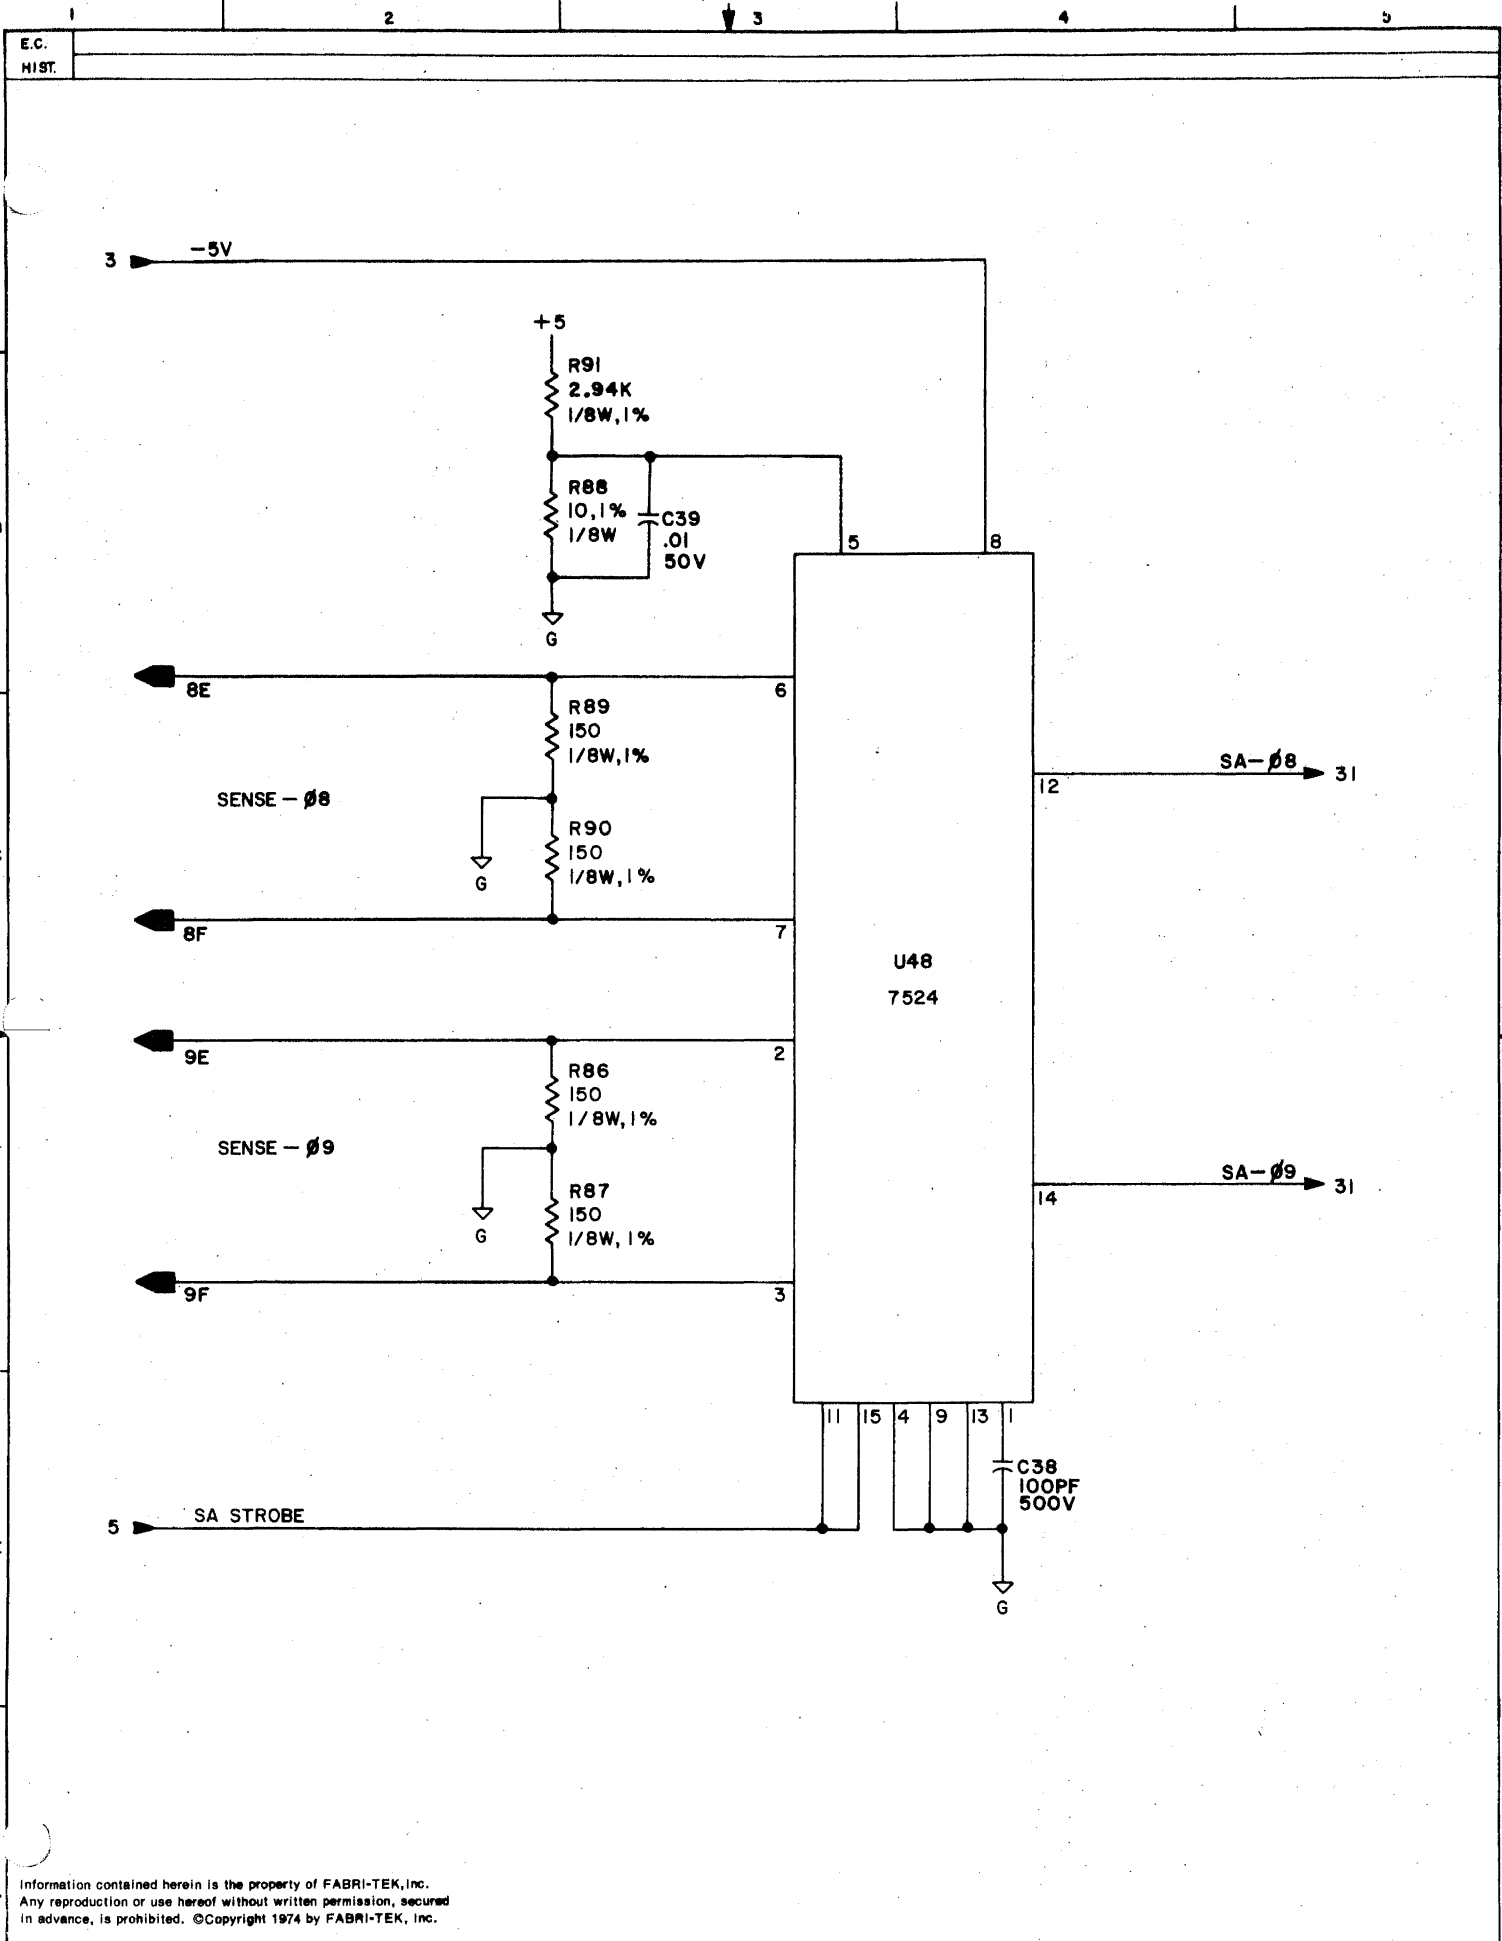 1 2 3 4 5
E.C.
HIST.
3 -5V
+5
R91
2.94K
1/8W,1%
R88
10,1%
1/8W
C39
.01
50V
5 8
G
8E 6
R89
150
1/8W,1%
SA-Ø8 31
12
SENSE-Ø8
R90
150
1/8W,1%
G
8F 7
U48
7524
9E 2
R86
150
1/8W,1%
SENSE-Ø9
SA-Ø9 31
14
R87
150
1/8W,1%
G
9F 3
11 15 4 9 13 1
C38
100PF
500V
5 SA STROBE
G
Information contained herein is the property of FABRI-TEK,Inc.
Any reproduction or use hereof without written permission, secured
in advance, is prohibited. ©Copyright 1974 by FABRI-TEK, Inc.